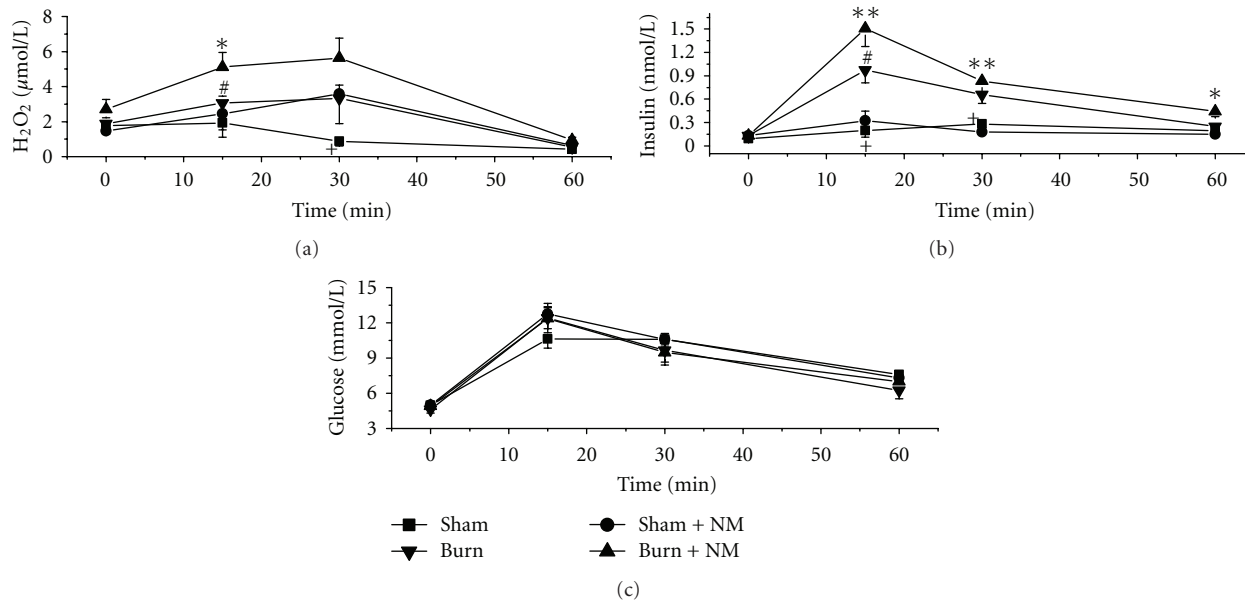 H₂O₂ (μmol/L)
8
6
4
2
0
*
#
+
0 10 20 30 40 50 60
Time (min)
(a)
Insulin (nmol/L)
1.5
0.9
0.6
0.3
0
**
#
**
+
+
*
0 10 20 30 40 50 60
Time (min)
(b)
Glucose (mmol/L)
15
12
9
6
3
0 10 20 30 40 50 60
Time (min)
Sham
Sham + NM
Burn
Burn + NM
(c)